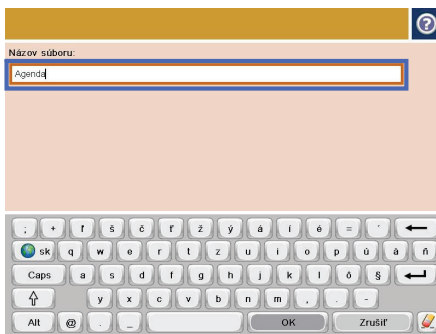 ?
Názov súboru:
Agenda
; + ľ š č ť ž ý á í é = ´
sk q w e r t z u i o p ú ä ň
Caps a s d f g h j k l ô §
y x c v b n m , . -
Alt @ . _ OK Zrušiť